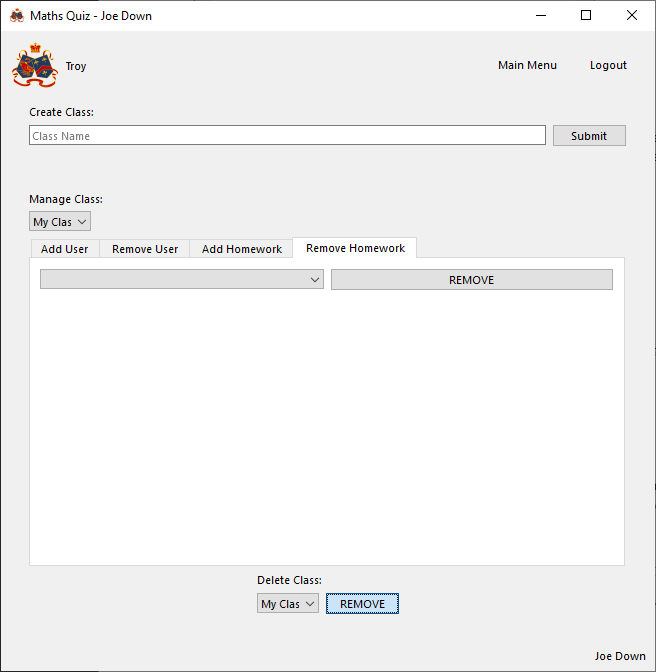 Maths Quiz - Joe Down
Troy
Main Menu
Logout
Create Class:
Class Name
Submit
Manage Class:
My Clas
Add User
Remove User
Add Homework
Remove Homework
REMOVE
Delete Class:
My Clas
REMOVE
Joe Down